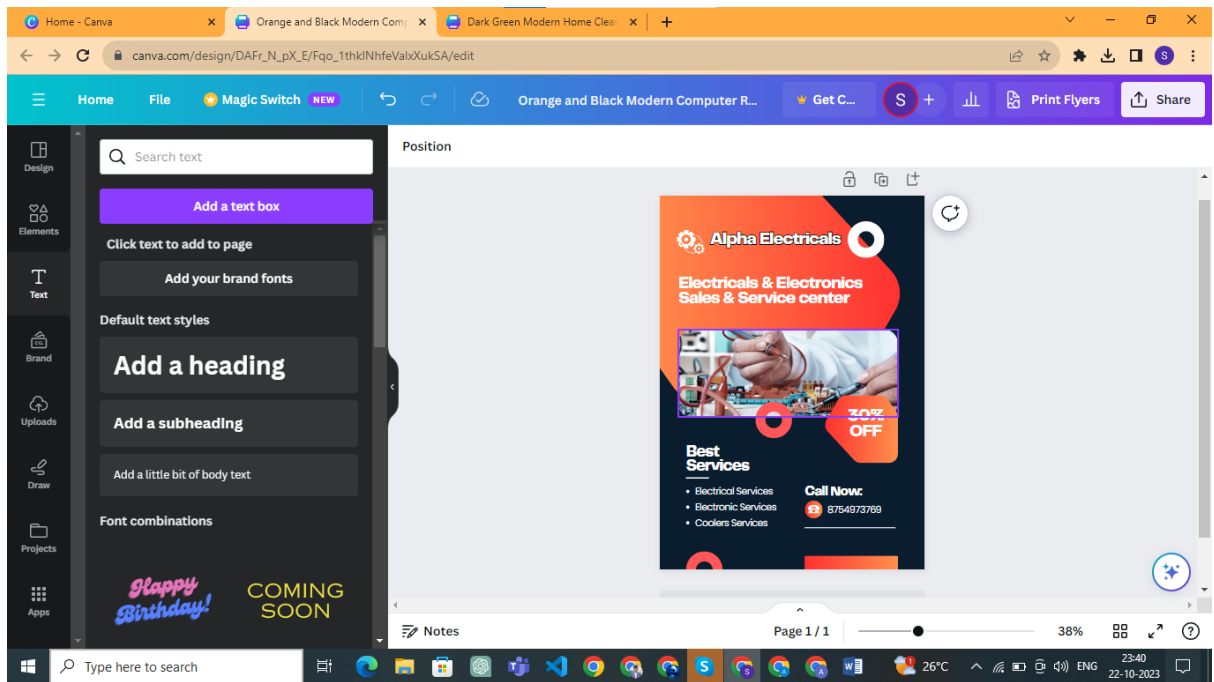 Home - Canva
Orange and Black Modern Comp
Dark Green Modern Home Clean
canva.com/design/DAFr_N_pX_E/Fqo_1thkINhfeValxXukSA/edit
S
Home
File
Magic Switch
NEW
Orange and Black Modern Computer R...
Get C...
S
Print Flyers
Share
Design
Elements
Text
Brand
Uploads
Draw
Projects
Apps
Search text
Add a text box
Click text to add to page
Add your brand fonts
Default text styles
Add a heading
Add a subheading
Add a little bit of body text
Font combinations
Happy
Birthday!
COMING
SOON
Position
Alpha Electricals
Electricals & Electronics
Sales & Service center
30%
OFF
Best
Services
• Electrical Services
• Electronic Services
• Coolers Services
Call Now:
8754973769
Notes
Page 1 / 1
38%
Type here to search
26°C
ENG
23:40
22-10-2023